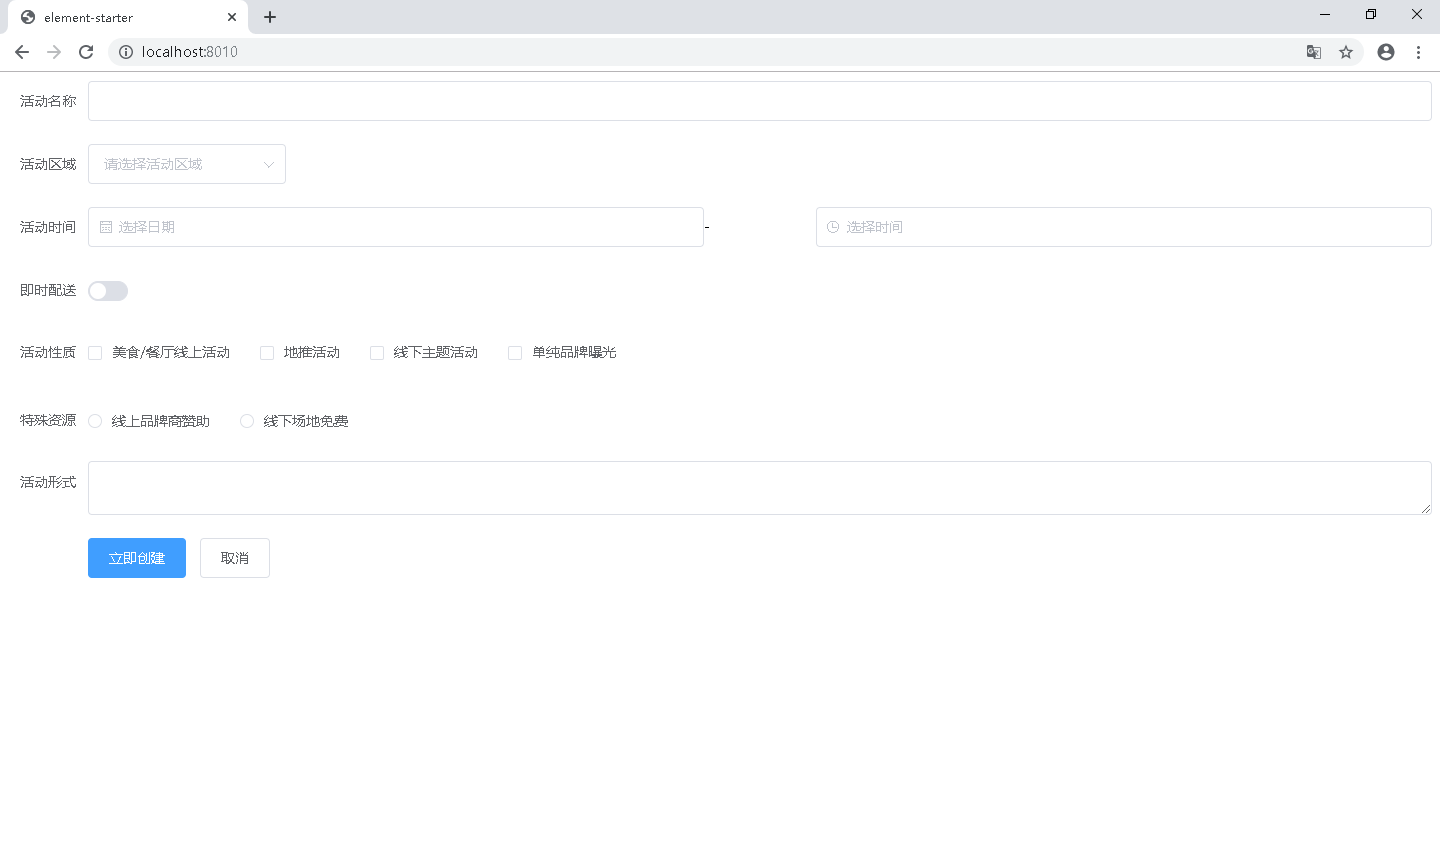 element-starter
localhost:8010
活动名称
活动区域 请选择活动区域
活动时间 选择日期 - 选择时间
即时配送
活动性质 美食/餐厅线上活动 地推活动 线下主题活动 单纯品牌曝光
特殊资源 线上品牌商赞助 线下场地免费
活动形式
立即创建 取消